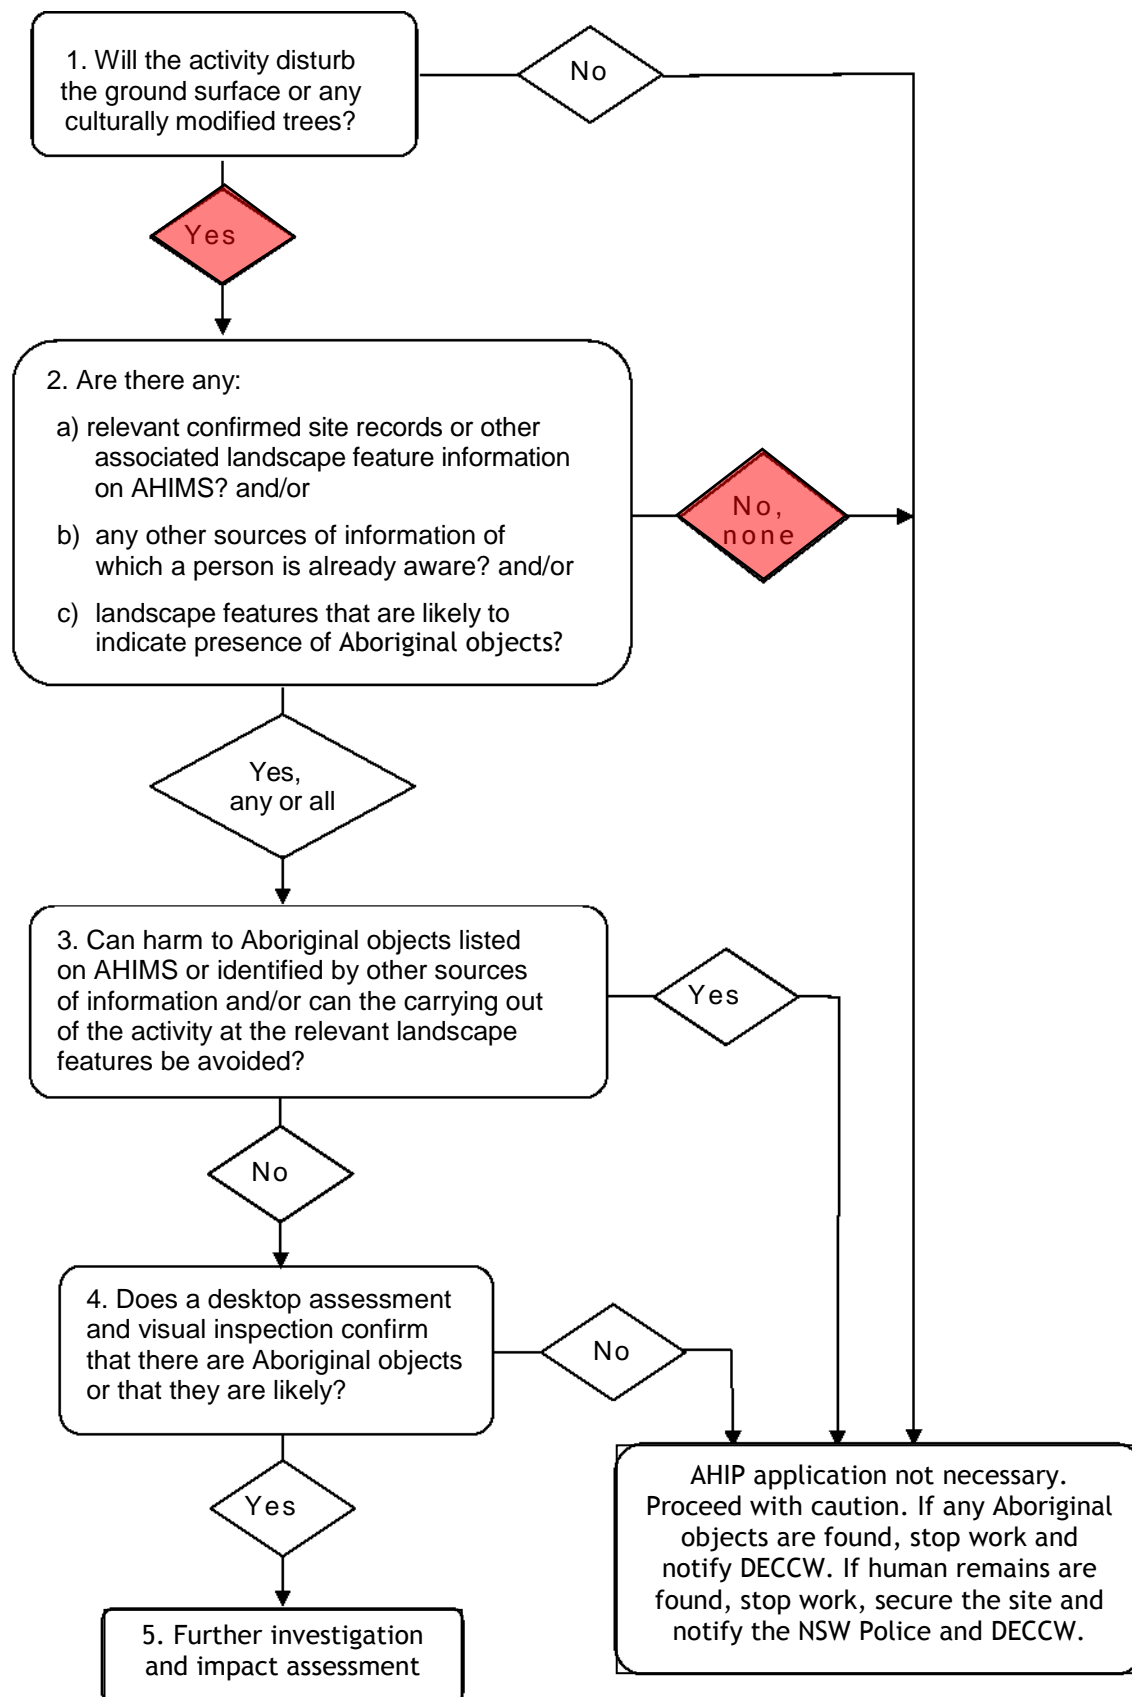 1. Will the activity disturb
the ground surface or any
culturally modified trees?
No
Yes
2. Are there any:
a) relevant confirmed site records or other
associated landscape feature information
on AHIMS? and/or
b) any other sources of information of
which a person is already aware? and/or
c) landscape features that are likely to
indicate presence of Aboriginal objects?
No,
none
Yes,
any or all
3. Can harm to Aboriginal objects listed
on AHIMS or identified by other sources
of information and/or can the carrying out
of the activity at the relevant landscape
features be avoided?
Yes
No
4. Does a desktop assessment
and visual inspection confirm
that there are Aboriginal objects
or that they are likely?
No
Yes
AHIP application not necessary.
Proceed with caution. If any Aboriginal
objects are found, stop work and
notify DECCW. If human remains are
found, stop work, secure the site and
notify the NSW Police and DECCW.
5. Further investigation
and impact assessment